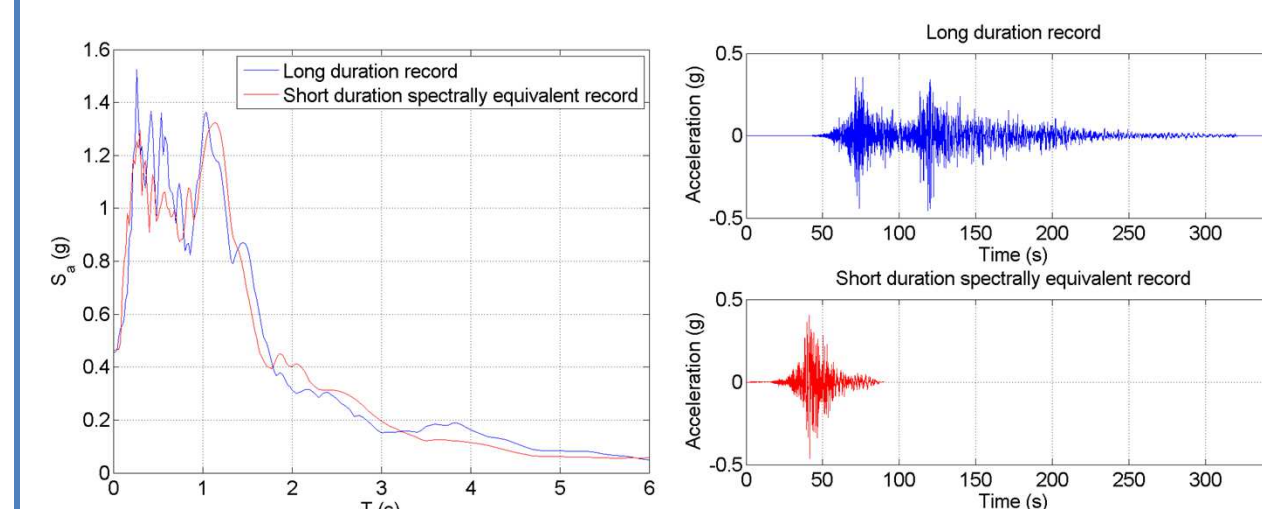 1.6
1.4
1.2
1
0.8
0.6
0.4
0.2
0
S a (g)
0 1 2 3 4 5 6
Long duration record
Short duration spectrally equivalent record
Long duration record
0.5
0
-0.5
Acceleration (g)
0 50 100 150 200 250 300
Time (s)
Short duration spectrally equivalent record
0.5
0
-0.5
Acceleration (g)
0 50 100 150 200 250 300
Time (s)